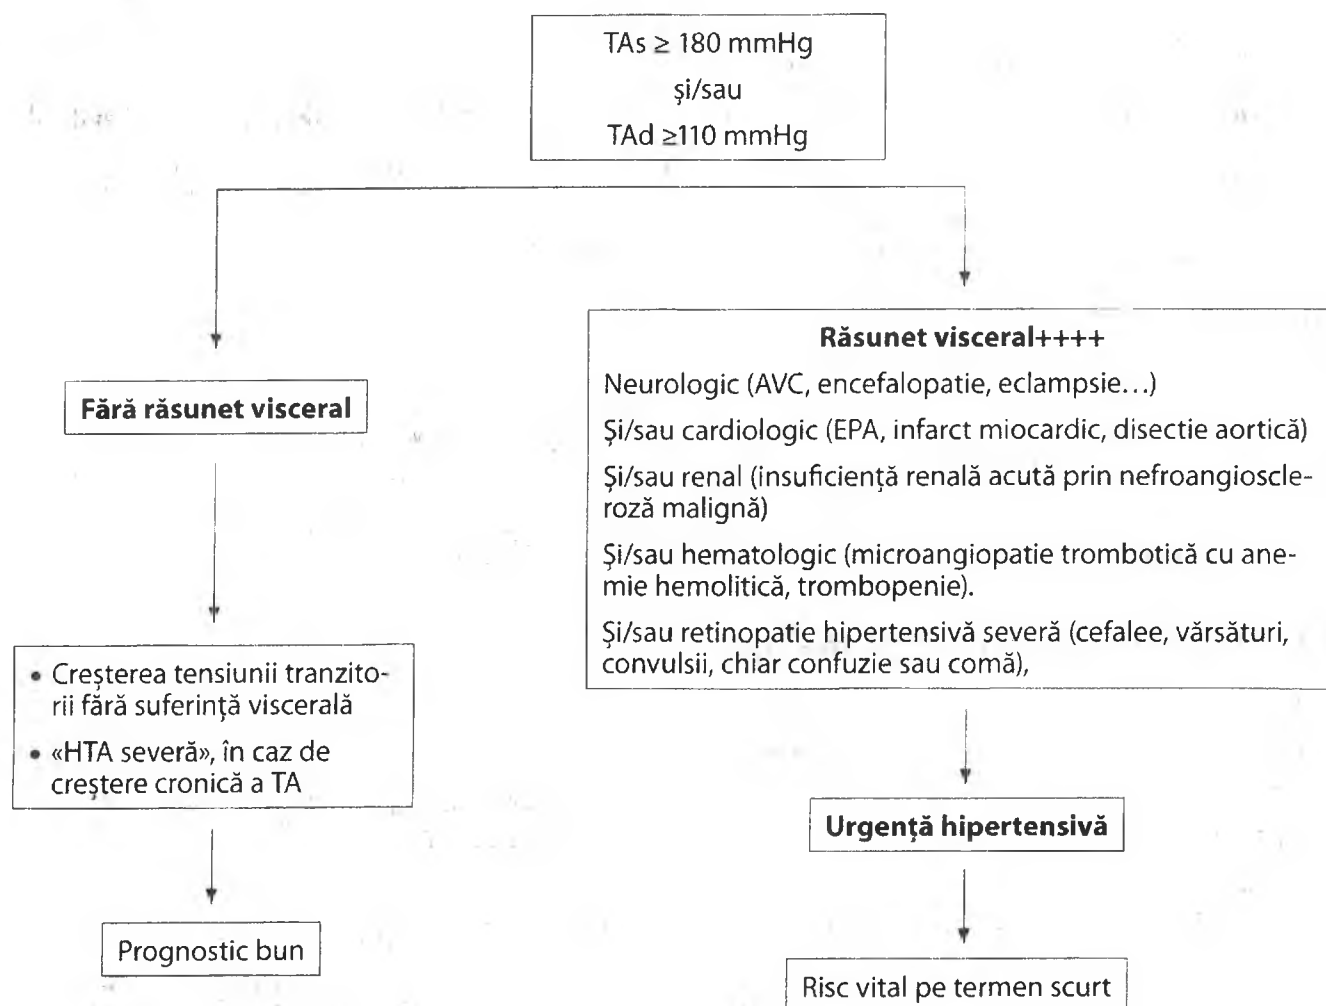 TAs ≥ 180 mmHg
și/sau
TAd ≥110 mmHg
Fără răsunet visceral
• Creșterea tensiunii tranzito-
rii fără suferință viscerală
• «HTA severă», în caz de
creștere cronică a TA
Prognostic bun
Răsunet visceral++++
Neurologic (AVC, encefalopatie, eclampsie...)
Și/sau cardiologic (EPA, infarct miocardic, disectie aortică)
Și/sau renal (insuficiență renală acută prin nefroangioscle-
roză malignă)
Și/sau hematologic (microangiopatie trombotică cu ane-
mie hemolitică, trombopenie).
Și/sau retinopatie hipertensivă severă (cefalee, vărsături,
convulsii, chiar confuzie sau comă),
Urgență hipertensivă
Risc vital pe termen scurt